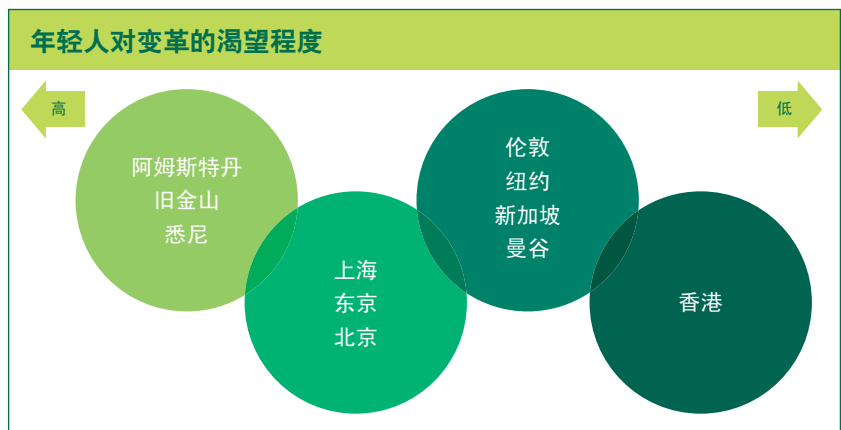 年轻人对变革的渴望程度
高
低
阿姆斯特丹
旧金山
悉尼
上海
东京
北京
伦敦
纽约
新加坡
曼谷
香港